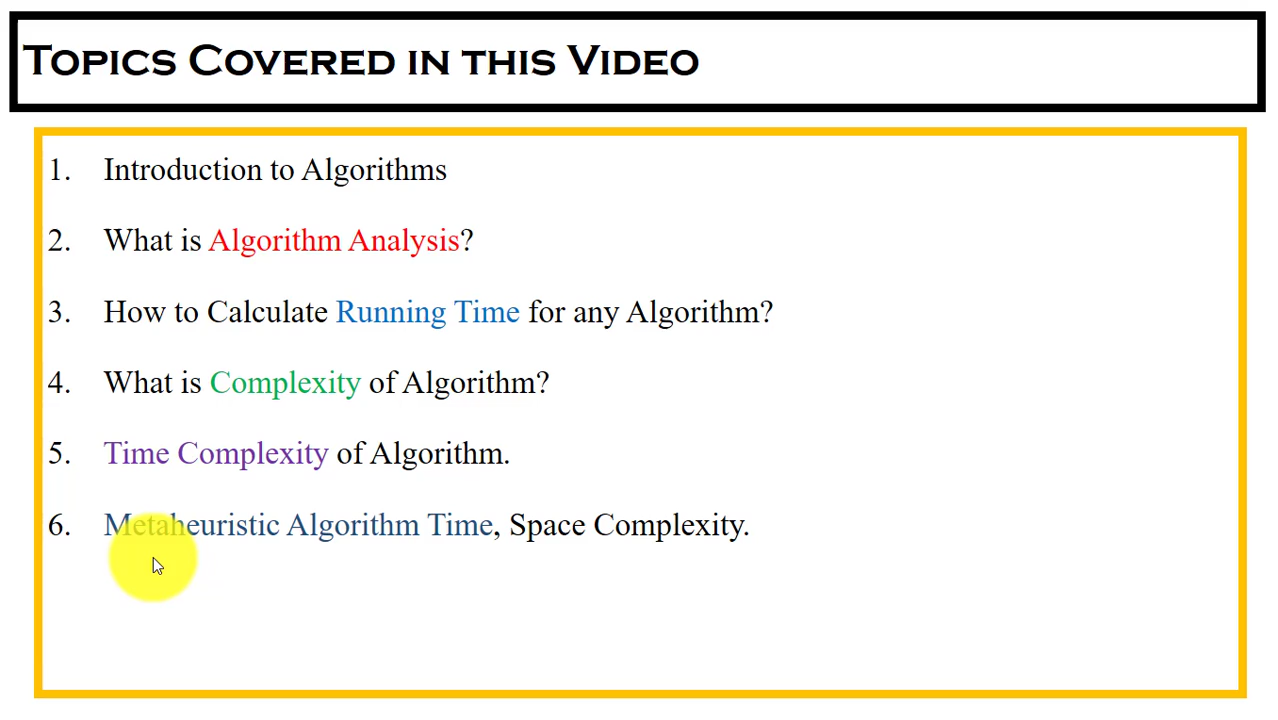 Topics Covered in this Video
1. Introduction to Algorithms
2. What is Algorithm Analysis?
3. How to Calculate Running Time for any Algorithm?
4. What is Complexity of Algorithm?
5. Time Complexity of Algorithm.
6. Metaheuristic Algorithm Time, Space Complexity.